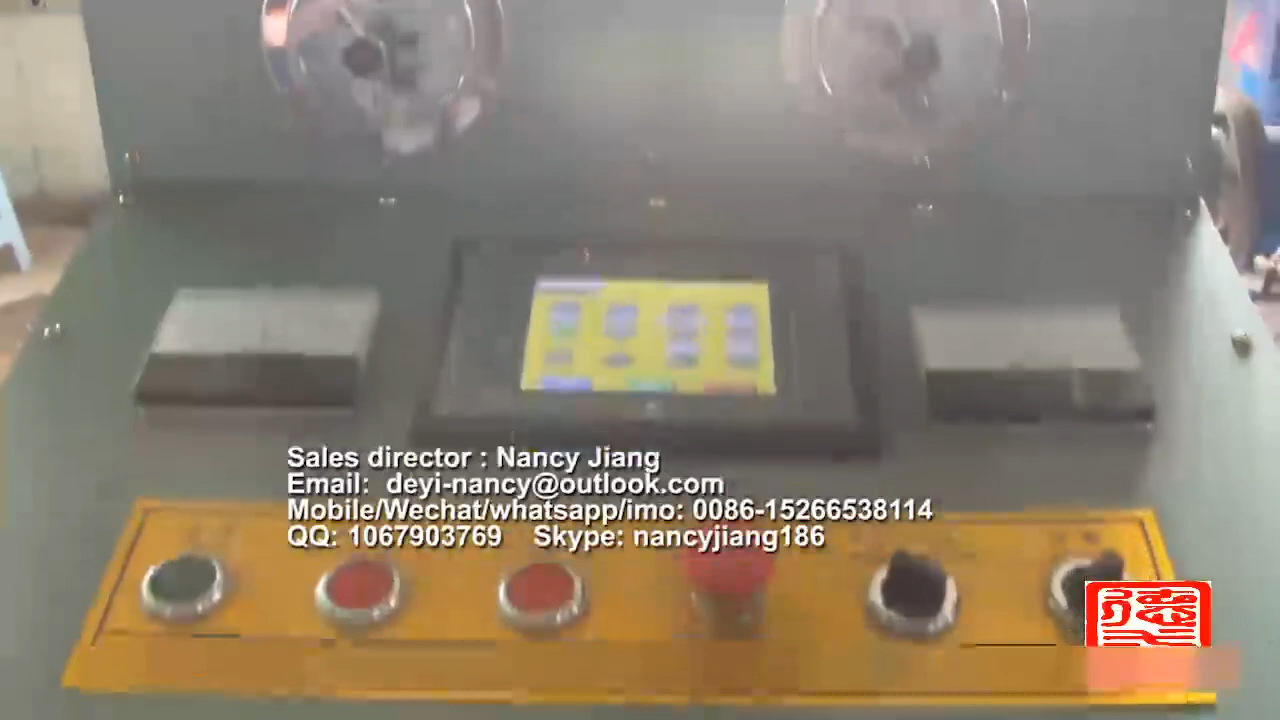 Sales director : Nancy Jiang
Email:  deyi-nancy@outlook.com
Mobile/Wechat/whatsapp/imo: 0086-15266538114
QQ: 1067903769    Skype: nancyjiang186